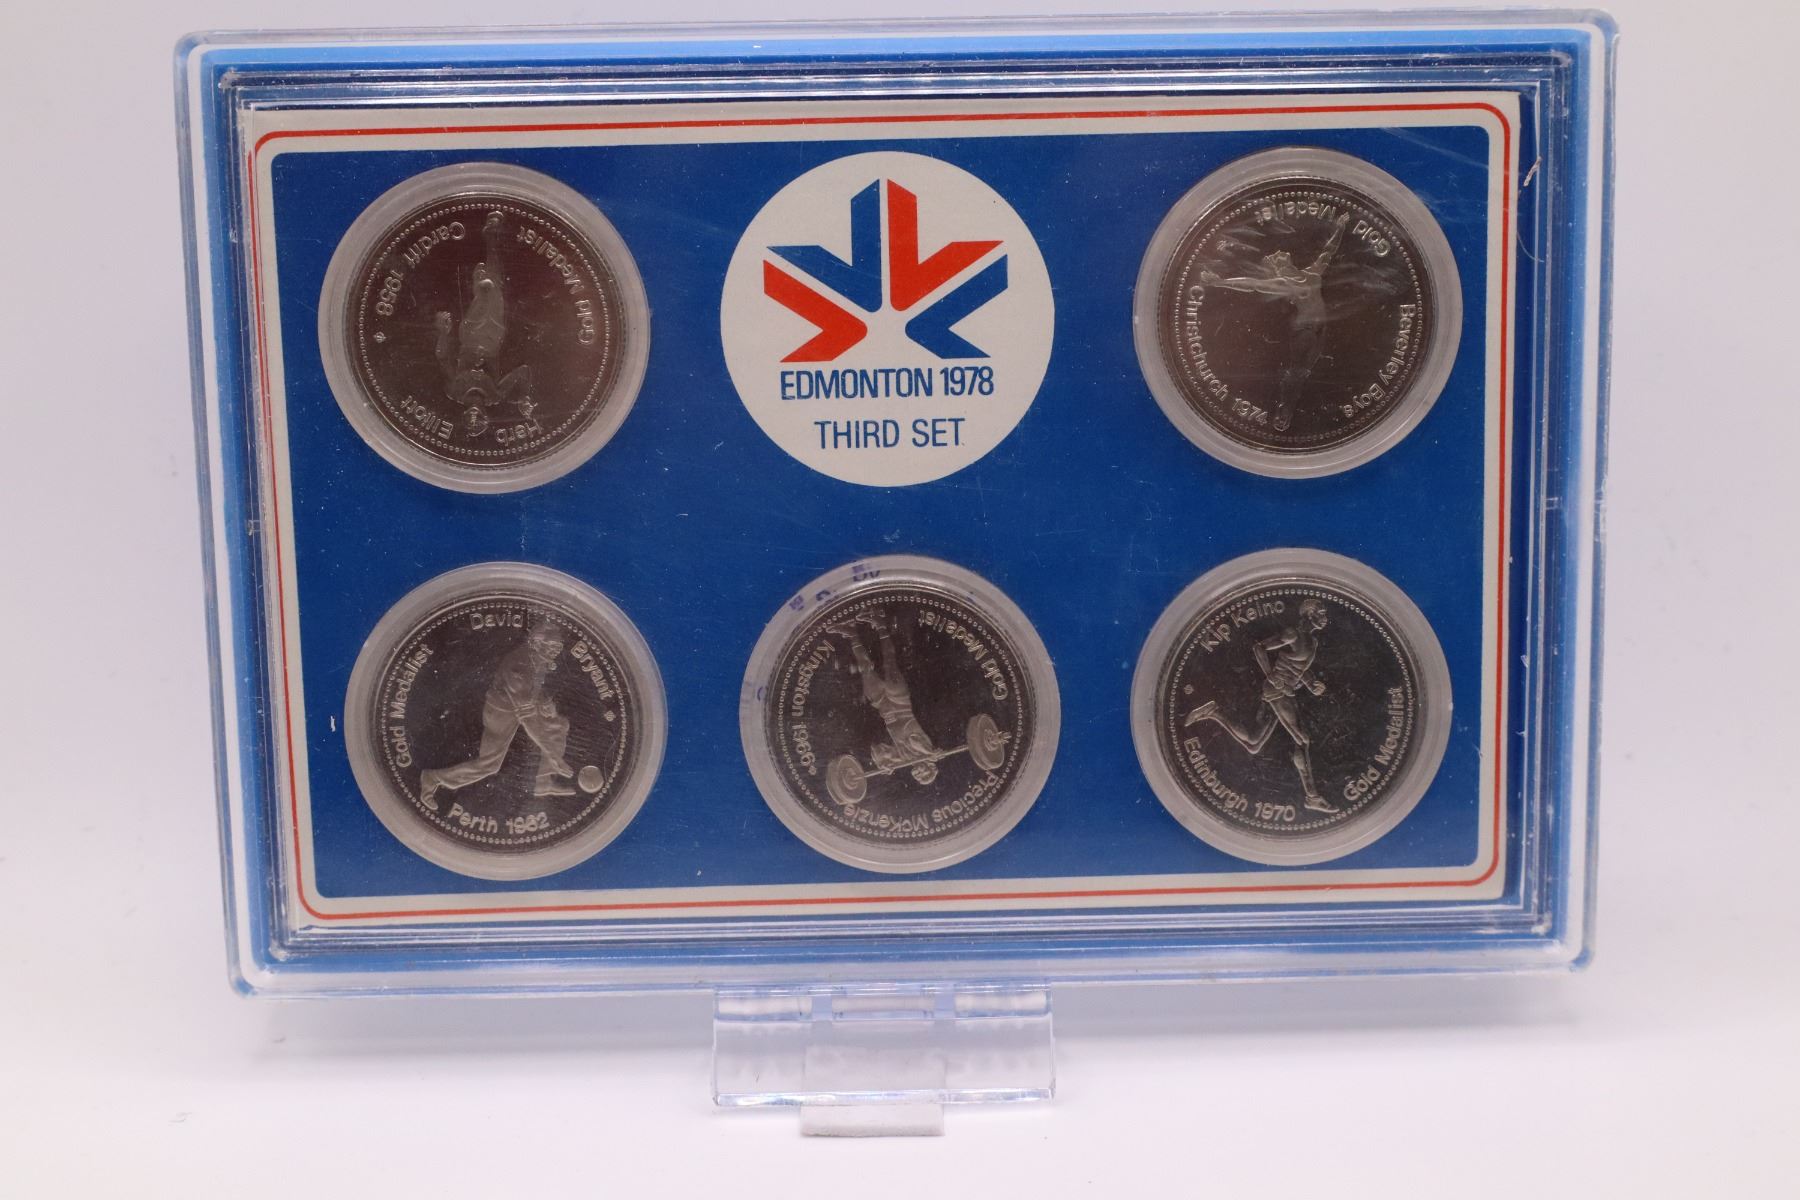 EDMONTON 1978
THIRD SET
Herb Elliott
Cardiff 1958
Gold Medalist
Beverley Boys
Christchurch 1974
Gold Medalist
David Bryant
Gold Medalist
Perth 1962
Precious McKenzie
Kingston 1966
Gold Medalist
Kip Keino
Edinburgh 1970
Gold Medalist